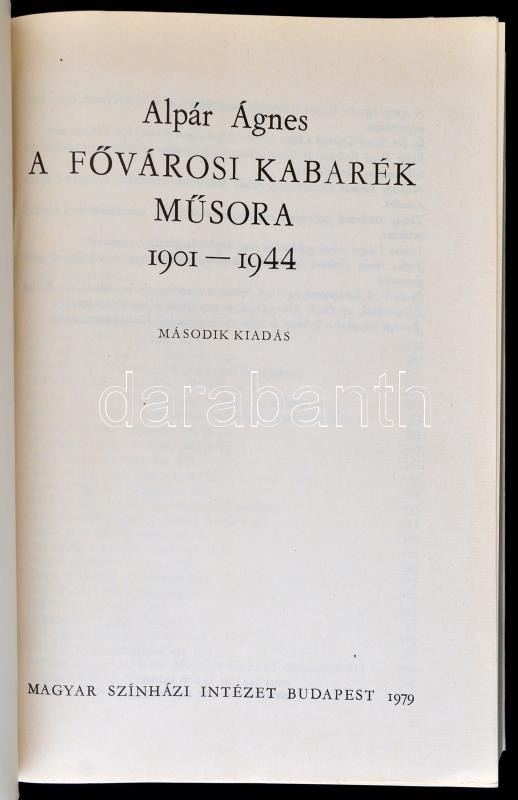 Alpár Ágnes
A FŐVÁROSI KABARÉK
MŰSORA
1901 — 1944
MÁSODIK KIADÁS
darabanth
MAGYAR SZÍNHÁZI INTÉZET BUDAPEST 1979